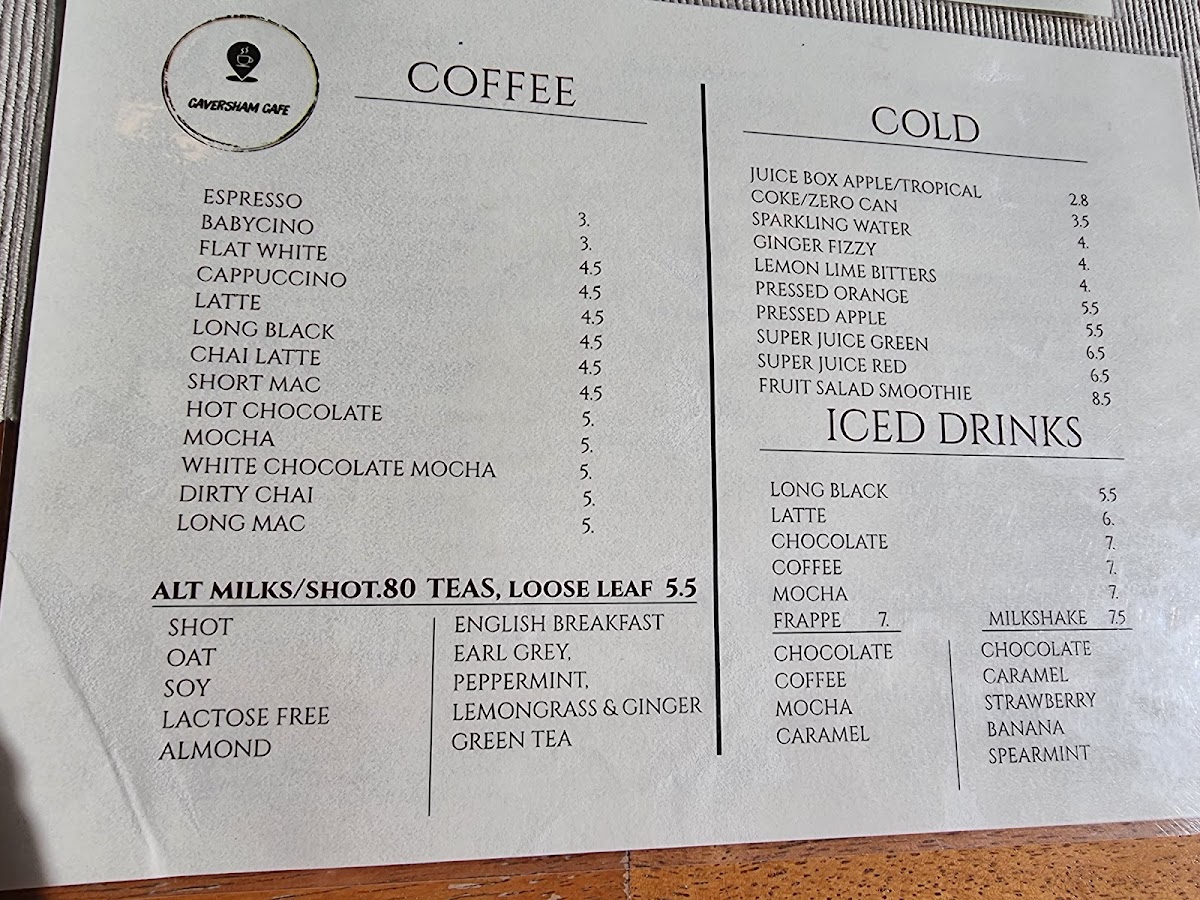 CAVERSHAM CAFE
COFFEE
ESPRESSO 3.
BABYCINO 3.
FLAT WHITE 4.5
CAPPUCCINO 4.5
LATTE 4.5
LONG BLACK 4.5
CHAI LATTE 4.5
SHORT MAC 4.5
HOT CHOCOLATE 5.
MOCHA 5.
WHITE CHOCOLATE MOCHA 5.
DIRTY CHAI 5.
LONG MAC 5.
ALT MILKS/SHOT.80
SHOT
OAT
SOY
LACTOSE FREE
ALMOND
TEAS, LOOSE LEAF 5.5
ENGLISH BREAKFAST
EARL GREY,
PEPPERMINT,
LEMONGRASS & GINGER
GREEN TEA
COLD
JUICE BOX APPLE/TROPICAL 2.8
COKE/ZERO CAN 3.5
SPARKLING WATER 4.
GINGER FIZZY 4.
LEMON LIME BITTERS 4.
PRESSED ORANGE 5.5
PRESSED APPLE 5.5
SUPER JUICE GREEN 6.5
SUPER JUICE RED 6.5
FRUIT SALAD SMOOTHIE 8.5
ICED DRINKS
LONG BLACK 5.5
LATTE 6.
CHOCOLATE 7.
COFFEE 7.
MOCHA 7.
FRAPPE 7.
CHOCOLATE
COFFEE
MOCHA
CARAMEL
MILKSHAKE 7.5
CHOCOLATE
CARAMEL
STRAWBERRY
BANANA
SPEARMINT